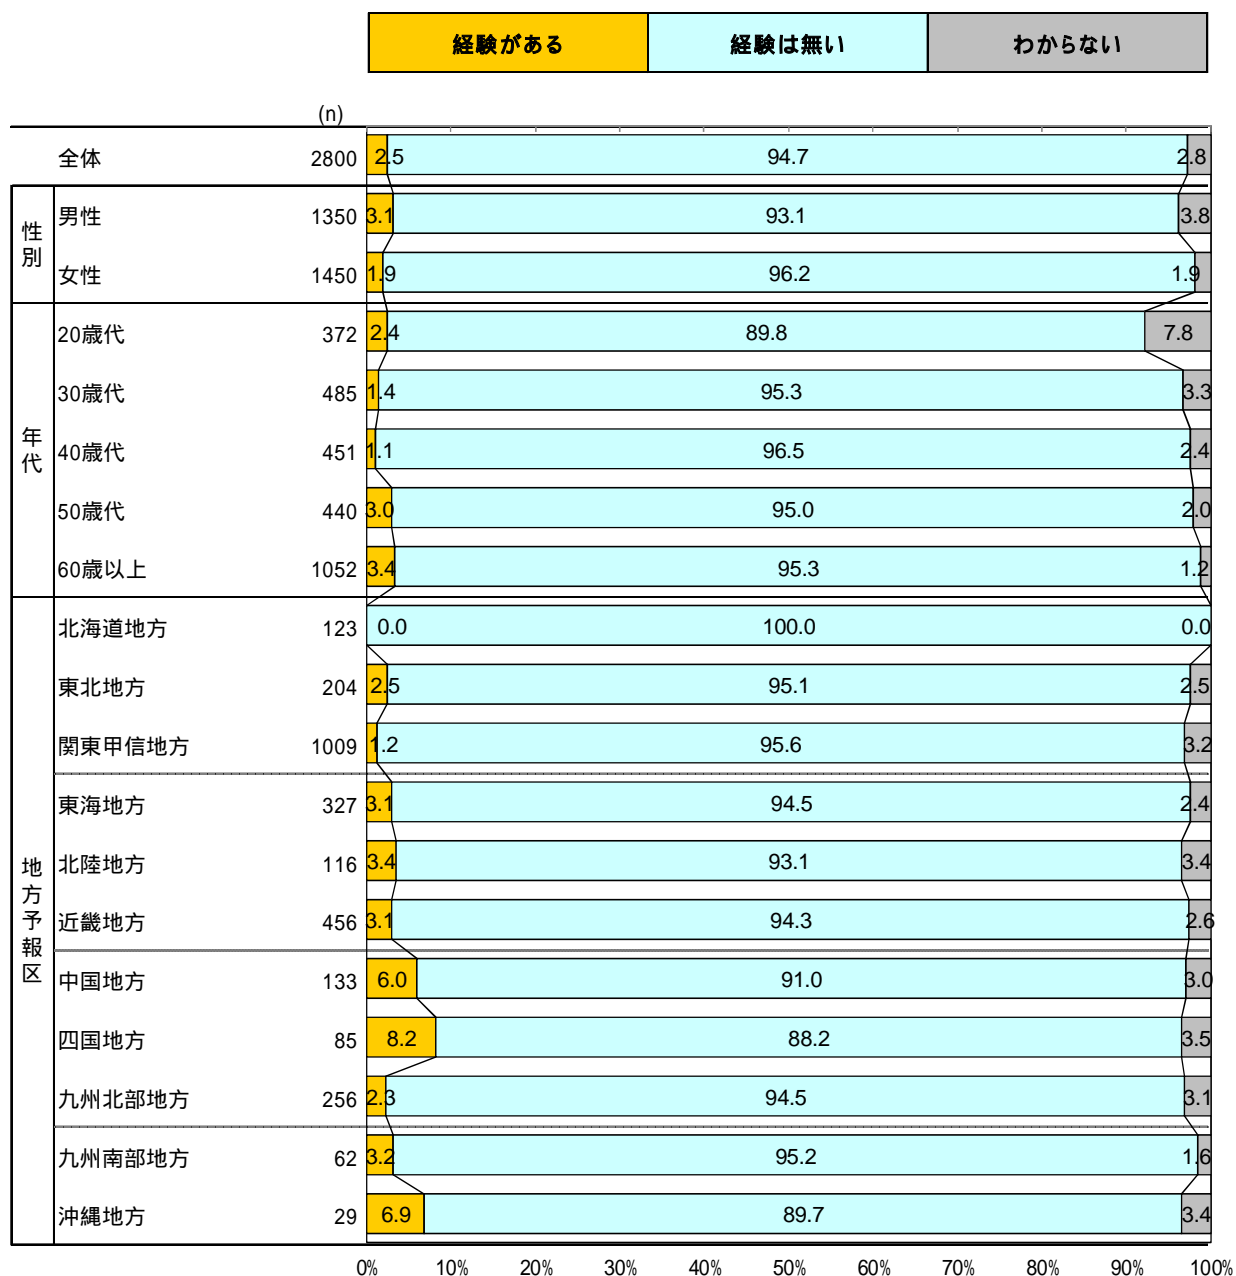 経験がある 経験は無い わからない
(n)
全体 2800 2.5 94.7 2.8
性別
男性 1350 3.1 93.1 3.8
女性 1450 1.9 96.2 1.9
年代
20歳代 372 2.4 89.8 7.8
30歳代 485 1.4 95.3 3.3
40歳代 451 1.1 96.5 2.4
50歳代 440 3.0 95.0 2.0
60歳以上 1052 3.4 95.3 1.2
地方予報区
北海道地方 123 0.0 100.0 0.0
東北地方 204 2.5 95.1 2.5
関東甲信地方 1009 1.2 95.6 3.2
東海地方 327 3.1 94.5 2.4
北陸地方 116 3.4 93.1 3.4
近畿地方 456 3.1 94.3 2.6
中国地方 133 6.0 91.0 3.0
四国地方 85 8.2 88.2 3.5
九州北部地方 256 2.3 94.5 3.1
九州南部地方 62 3.2 95.2 1.6
沖縄地方 29 6.9 89.7 3.4
0% 10% 20% 30% 40% 50% 60% 70% 80% 90% 100%